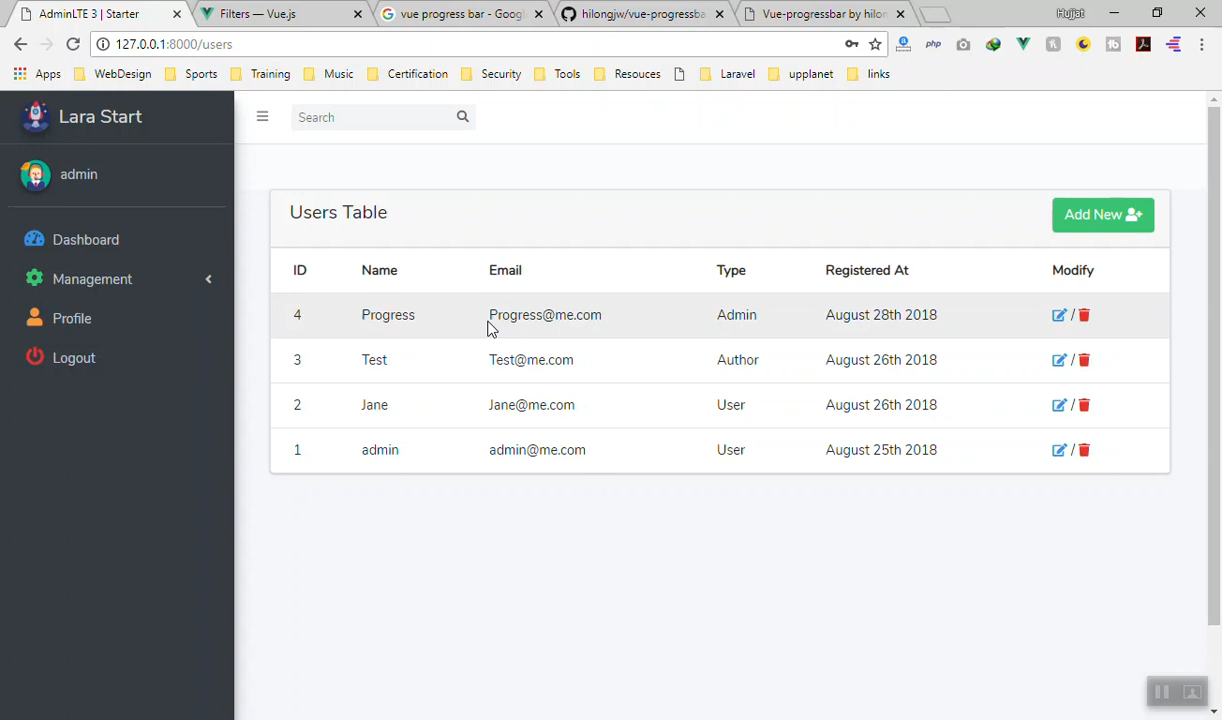 AdminLTE 3 | Starter
Filters — Vue.js
vue progress bar - Goog
hilongjw/vue-progressba
Vue-progressbar by hilon
Hujjat
127.0.0.1:8000/users
php
Apps
WebDesign
Sports
Training
Music
Certification
Security
Tools
Resouces
Laravel
upplanet
links
Lara Start
Search
admin
Dashboard
Management
Profile
Logout
Users Table
Add New
ID Name Email Type Registered At Modify
4 Progress Progress@me.com Admin August 28th 2018 /
3 Test Test@me.com Author August 26th 2018 /
2 Jane Jane@me.com User August 26th 2018 /
1 admin admin@me.com User August 25th 2018 /